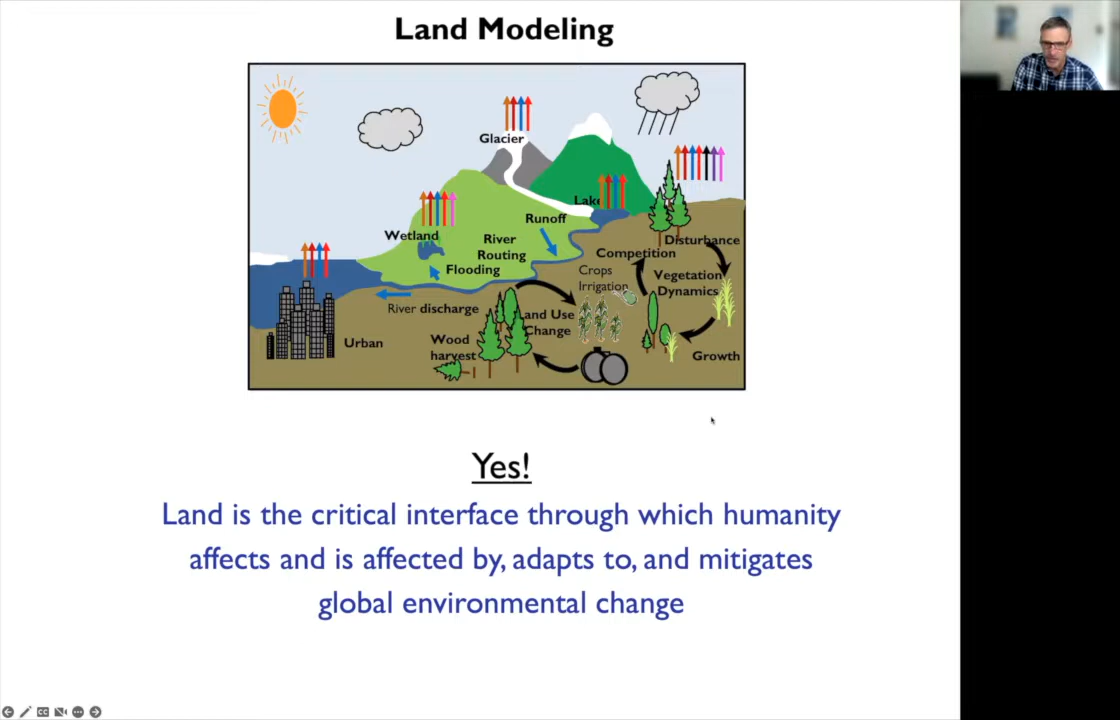 Land Modeling
Glacier
Lake
Runoff
Wetland
River
Routing
Flooding
Disturbance
Competition
Crops
Irrigation
Vegetation
Dynamics
River discharge
Land Use
Change
Urban
Wood
harvest
Growth
Yes!
Land is the critical interface through which humanity
affects and is affected by, adapts to, and mitigates
global environmental change
CC